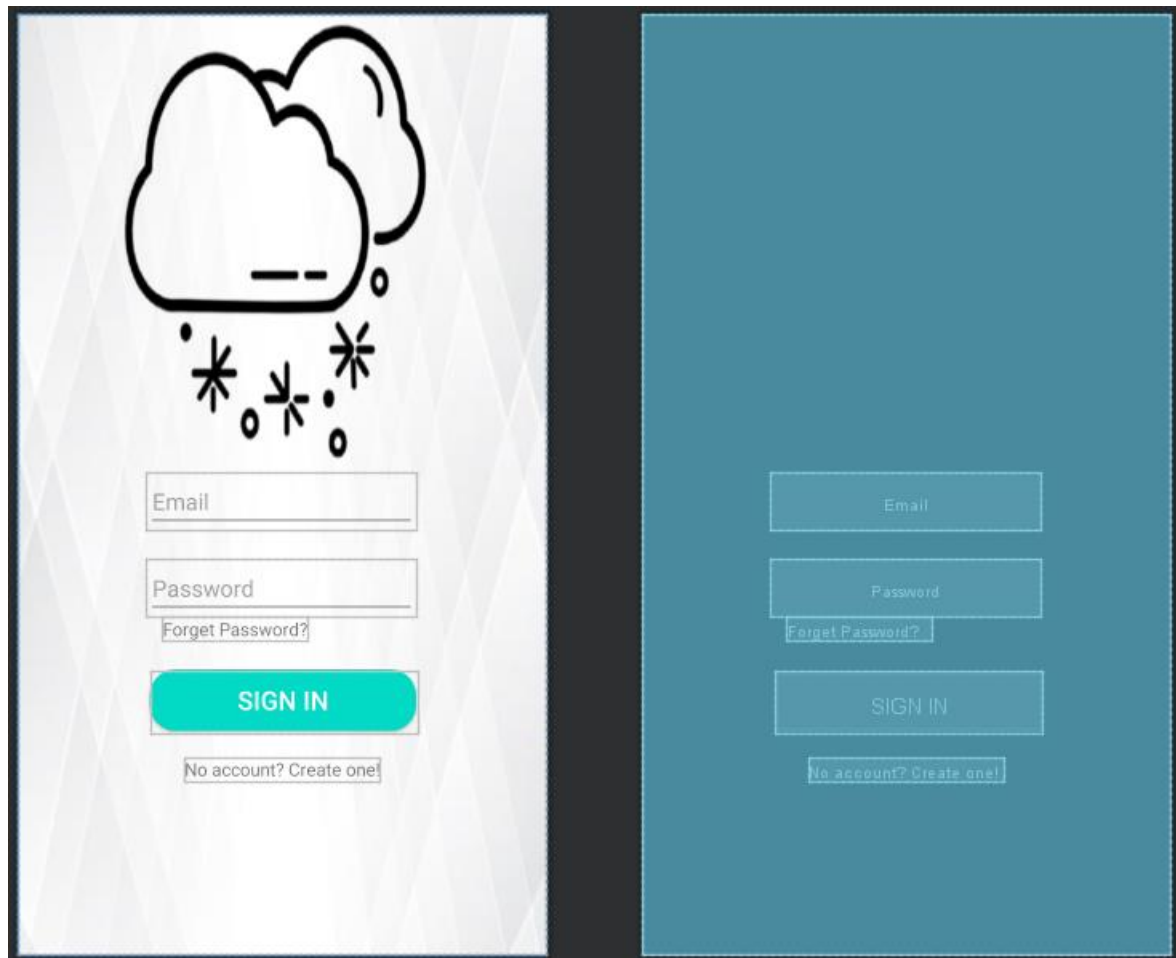 Email
Password
Forget Password?
SIGN IN
No account? Create one!
Email
Password
Forget Password?
SIGN IN
No account? Create one!